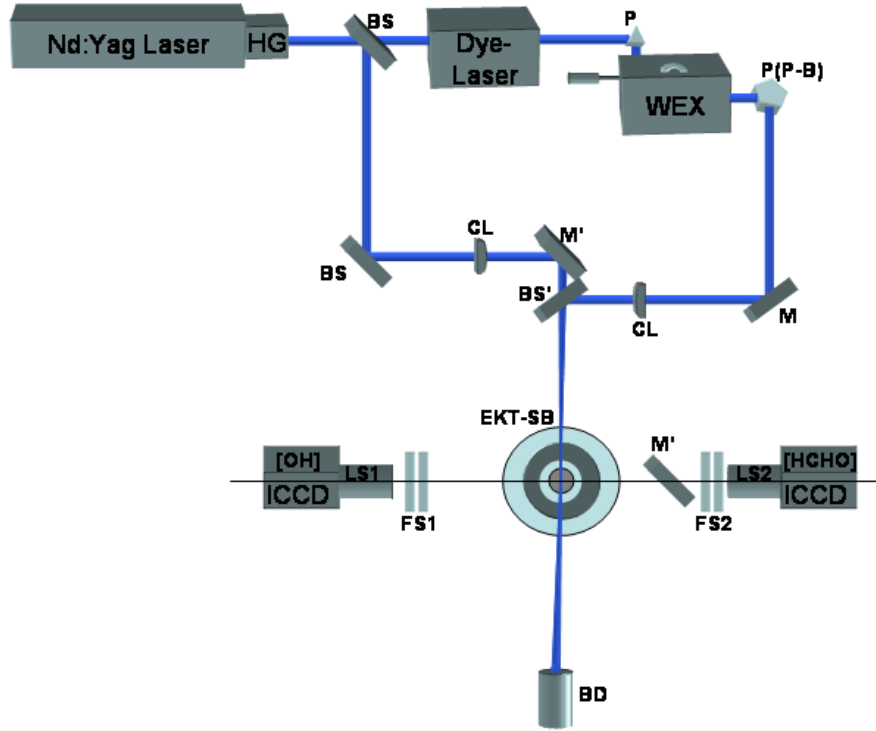 BS
P
Nd:Yag Laser
HG
Dye-
Laser
P(P-B)
WEX
CL
M'
BS
BS'
CL
M
EKT-SB
M'
[OH]
LS1
ICCD
FS1
[HCHO]
LS2
ICCD
FS2
BD